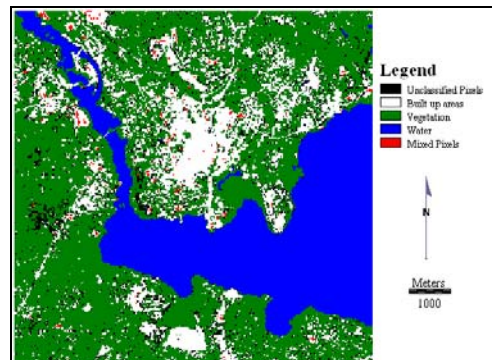 Legend
Unclassified Pixels
Built up areas
Vegetation
Water
Mixed Pixels
N
Meters
1000